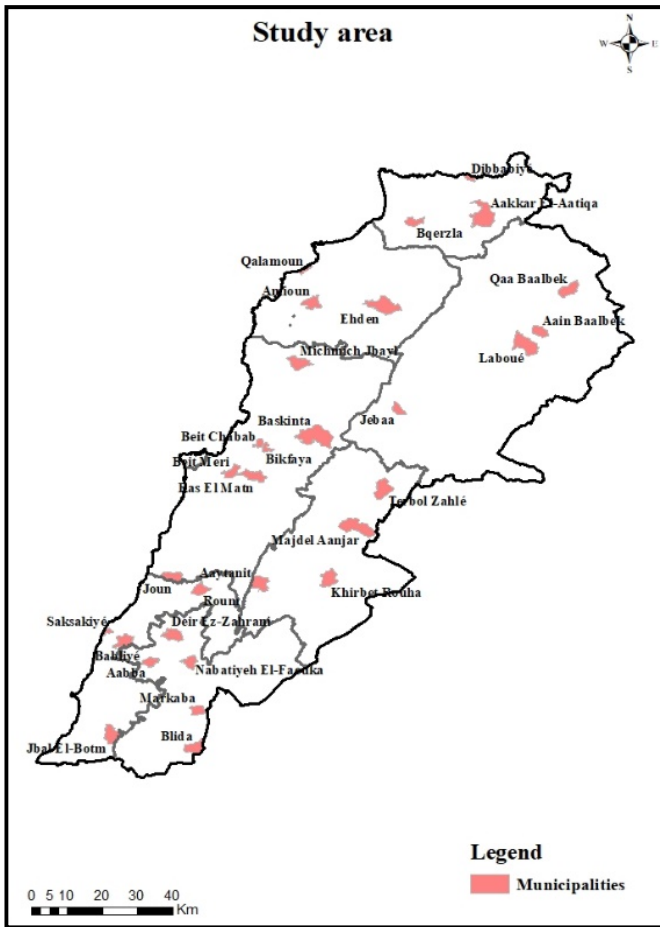 Study area
N
W E
S
Djbbabiyé
Aakkar El-Aatiqa
Bqerzla
Qalamoun
Qaa Baalbek
Amioun
Aain Baalbek
Ehden
Michmich Jbayl
Laboué
Jebaa
Baskinta
Beit Chabab
Bikfaya
Beit Meri
Ras El Matn
Terbol Zahlé
Majdel Aanjar
Aaytanit
Joun
Khirbet Rouha
Roum
Saksakiyé
Deir Ez-Zahrani
Aabba
Nabatiyeh El-Faouka
Markaba
Blida
Jbal El-Botm
Legend
Municipalities
0 5 10 20 30 40
Km